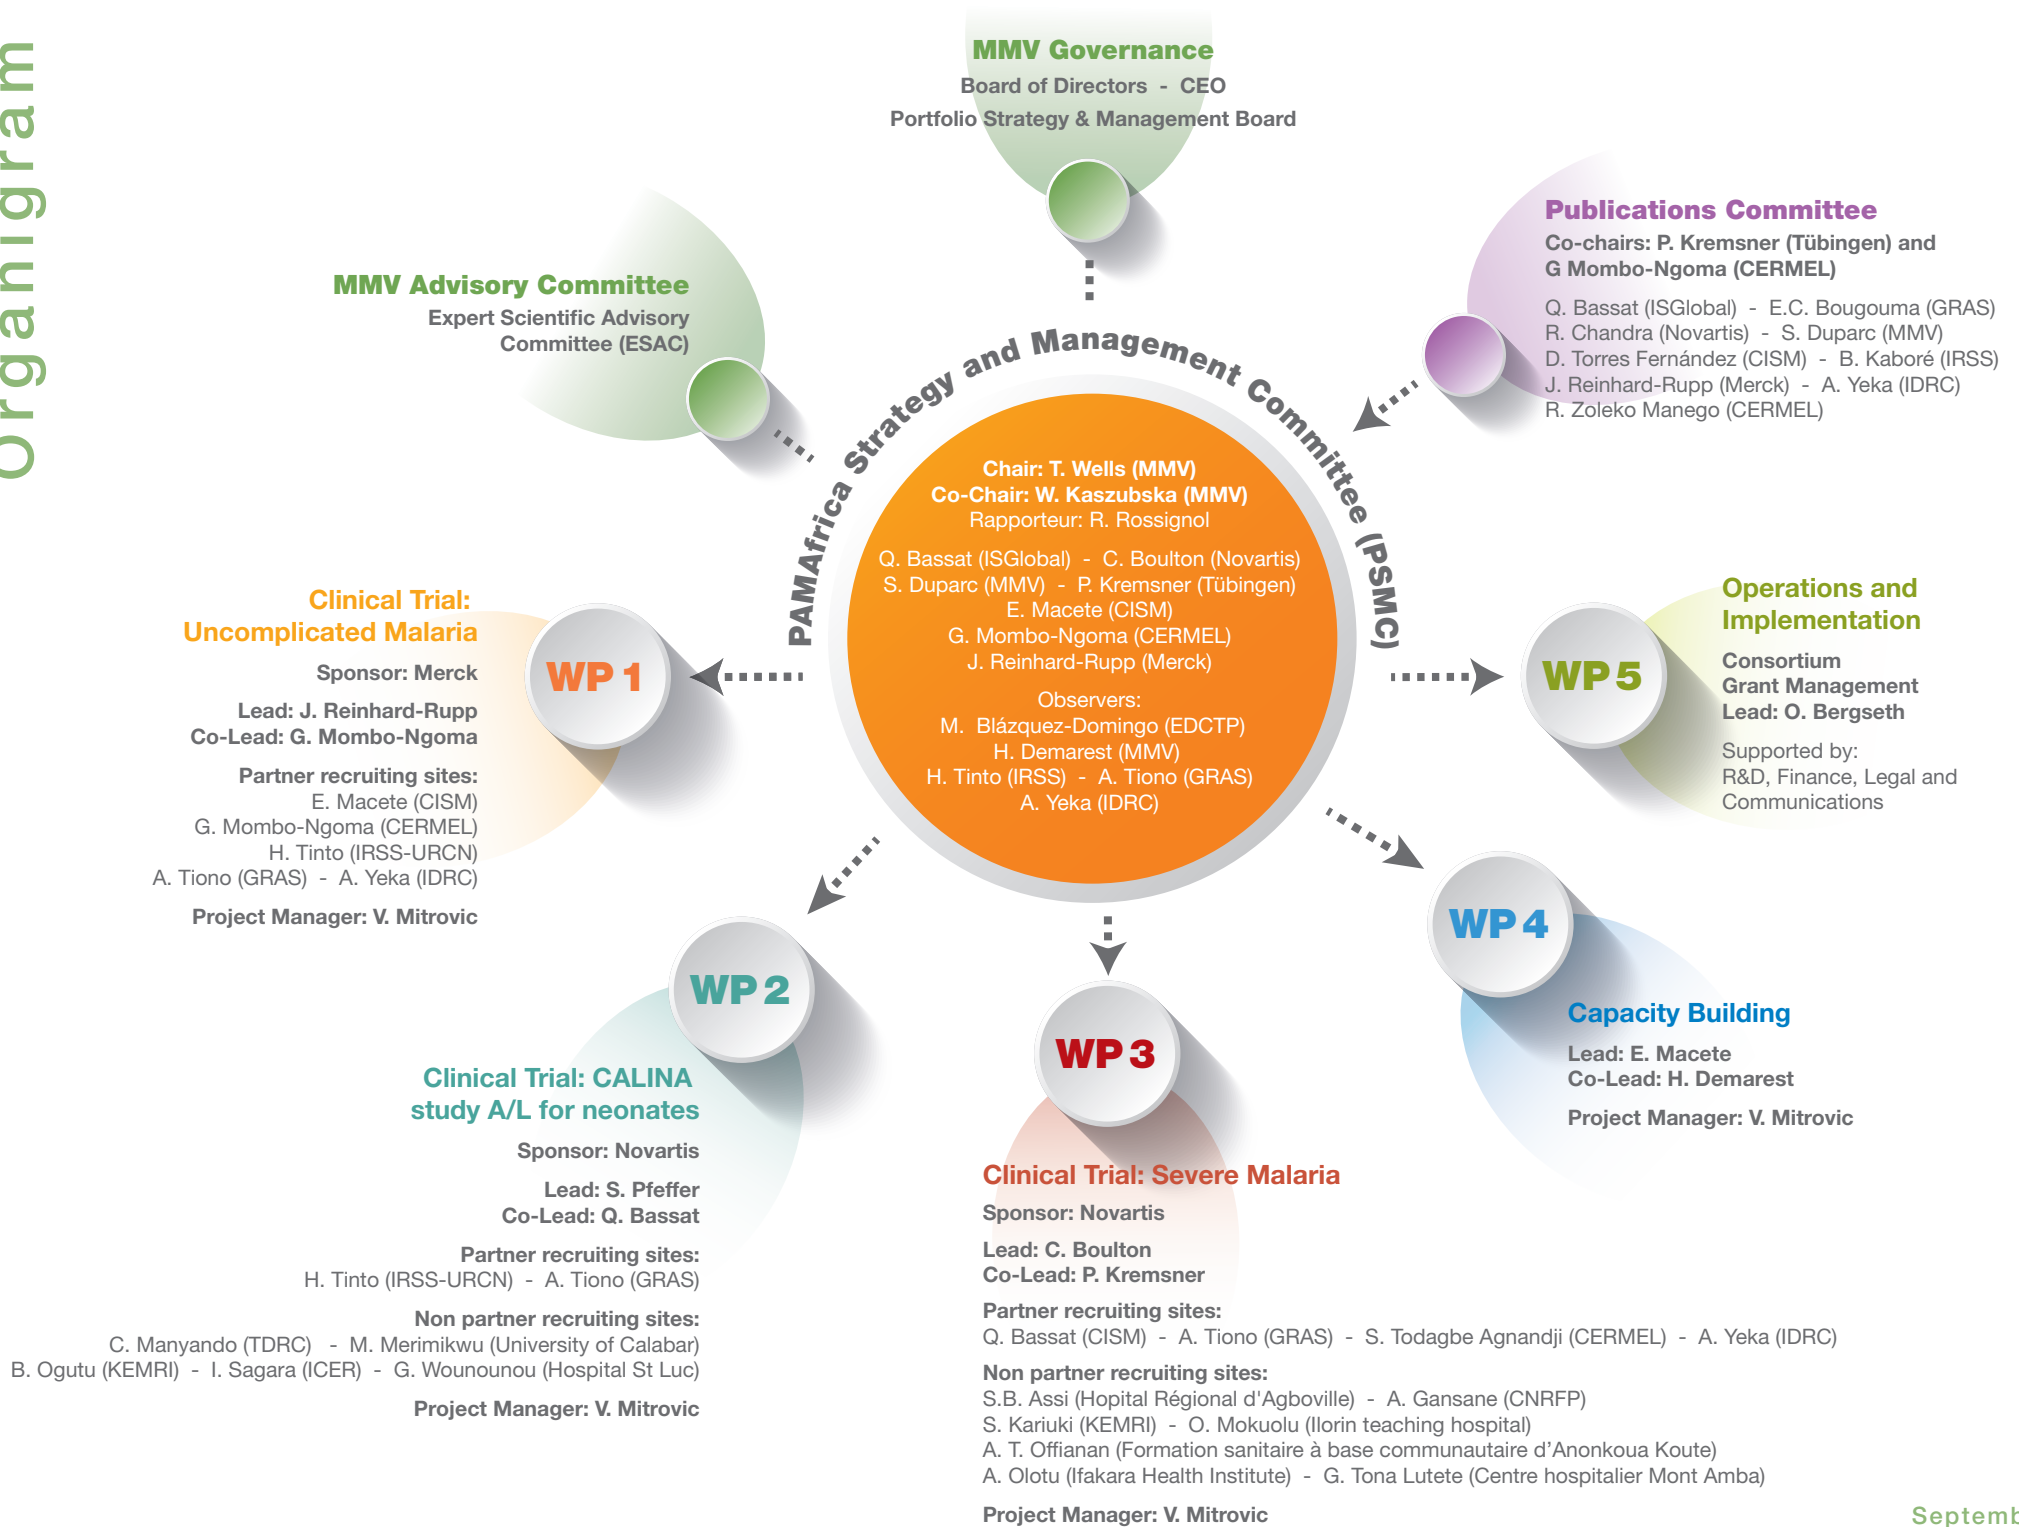 Organigram
MMV Governance
Board of Directors - CEO
Portfolio Strategy & Management Board
MMV Advisory Committee
Expert Scientific Advisory
Committee (ESAC)
Publications Committee
Co-chairs: P. Kremsner (Tübingen) and
G Mombo-Ngoma (CERMEL)
Q. Bassat (ISGlobal) - E.C. Bougouma (GRAS)
R. Chandra (Novartis) - S. Duparc (MMV)
D. Torres Fernández (CISM) - B. Kaboré (IRSS)
J. Reinhard-Rupp (Merck) - A. Yeka (IDRC)
R. Zoleko Manego (CERMEL)
PAMAfrica Strategy and Management Committee (PSMC)
Chair: T. Wells (MMV)
Co-Chair: W. Kaszubska (MMV)
Rapporteur: R. Rossignol
Q. Bassat (ISGlobal) - C. Boulton (Novartis)
S. Duparc (MMV) - P. Kremsner (Tübingen)
E. Macete (CISM)
G. Mombo-Ngoma (CERMEL)
J. Reinhard-Rupp (Merck)
Observers:
M. Blázquez-Domingo (EDCTP)
H. Demarest (MMV)
H. Tinto (IRSS) - A. Tiono (GRAS)
A. Yeka (IDRC)
WP 1
Clinical Trial:
Uncomplicated Malaria
Sponsor: Merck
Lead: J. Reinhard-Rupp
Co-Lead: G. Mombo-Ngoma
Partner recruiting sites:
E. Macete (CISM)
G. Mombo-Ngoma (CERMEL)
H. Tinto (IRSS-URCN)
A. Tiono (GRAS) - A. Yeka (IDRC)
Project Manager: V. Mitrovic
WP 2
Clinical Trial: CALINA
study A/L for neonates
Sponsor: Novartis
Lead: S. Pfeffer
Co-Lead: Q. Bassat
Partner recruiting sites:
H. Tinto (IRSS-URCN) - A. Tiono (GRAS)
Non partner recruiting sites:
C. Manyando (TDRC) - M. Merimikwu (University of Calabar)
B. Ogutu (KEMRI) - I. Sagara (ICER) - G. Wounounou (Hospital St Luc)
Project Manager: V. Mitrovic
WP 3
Clinical Trial: Severe Malaria
Sponsor: Novartis
Lead: C. Boulton
Co-Lead: P. Kremsner
Partner recruiting sites:
Q. Bassat (CISM) - A. Tiono (GRAS) - S. Todagbe Agnandji (CERMEL) - A. Yeka (IDRC)
Non partner recruiting sites:
S.B. Assi (Hopital Régional d'Agboville) - A. Gansane (CNRFP)
S. Kariuki (KEMRI) - O. Mokuolu (Ilorin teaching hospital)
A. T. Offianan (Formation sanitaire à base communautaire d’Anonkoua Koute)
A. Olotu (Ifakara Health Institute) - G. Tona Lutete (Centre hospitalier Mont Amba)
Project Manager: V. Mitrovic
WP 4
Capacity Building
Lead: E. Macete
Co-Lead: H. Demarest
Project Manager: V. Mitrovic
WP 5
Operations and
Implementation
Consortium
Grant Management
Lead: O. Bergseth
Supported by:
R&D, Finance, Legal and
Communications